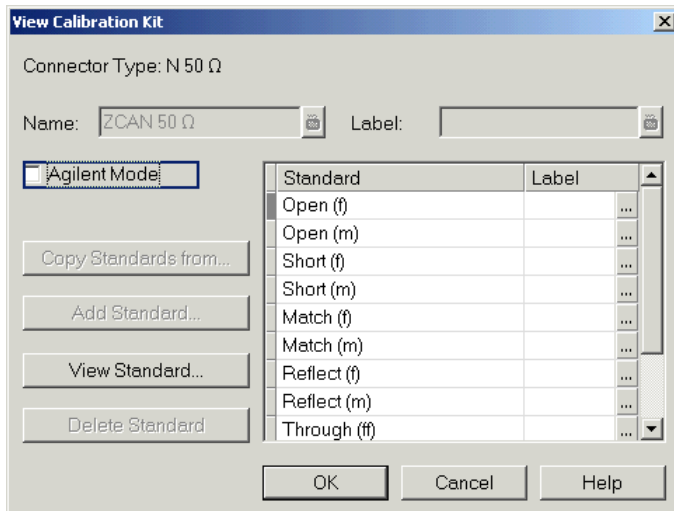 View Calibration Kit
Connector Type: N 50 Ω
Name: ZCAN 50 Ω Label:
Agilent Mode
Copy Standards from...
Add Standard...
View Standard...
Delete Standard
Standard Label
Open (f) ...
Open (m) ...
Short (f) ...
Short (m) ...
Match (f) ...
Match (m) ...
Reflect (f) ...
Reflect (m) ...
Through (ff) ...
OK Cancel Help